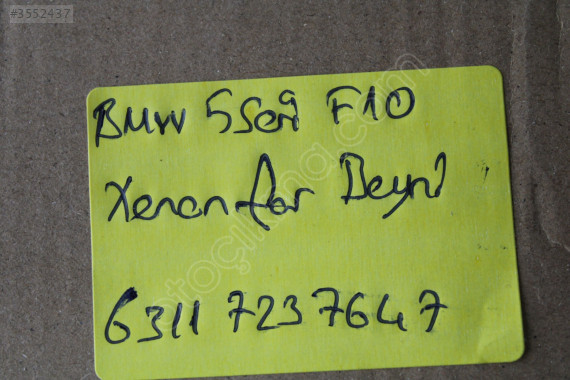 #3552437
BMW 5Seri F10
Xenon far Beyni
6311 7237647